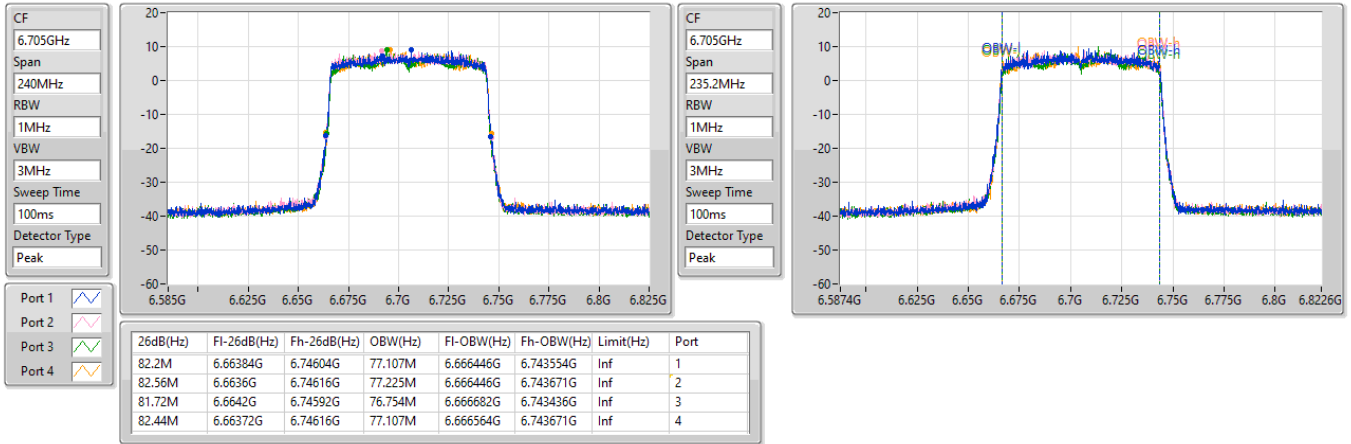 CF
6.705GHz
Span
240MHz
RBW
1MHz
VBW
3MHz
Sweep Time
100ms
Detector Type
Peak
20
10
0
-10
-20
-30
-40
-50
-60
6.585G 6.625G 6.65G 6.675G 6.7G 6.725G 6.75G 6.775G 6.8G 6.825G
CF
6.705GHz
Span
235.2MHz
RBW
1MHz
VBW
3MHz
Sweep Time
100ms
Detector Type
Peak
20
10
0
-10
-20
-30
-40
-50
-60
OBW-l
OBW-h
OBW-h
6.5874G 6.625G 6.65G 6.675G 6.7G 6.725G 6.75G 6.775G 6.8G 6.8226G
Port 1
Port 2
Port 3
Port 4
26dB(Hz) Fl-26dB(Hz) Fh-26dB(Hz) OBW(Hz) Fl-OBW(Hz) Fh-OBW(Hz) Limit(Hz) Port
82.2M 6.66384G 6.74604G 77.107M 6.666446G 6.743554G Inf 1
82.56M 6.6636G 6.74616G 77.225M 6.666446G 6.743671G Inf 2
81.72M 6.6642G 6.74592G 76.754M 6.666682G 6.743436G Inf 3
82.44M 6.66372G 6.74616G 77.107M 6.666564G 6.743671G Inf 4